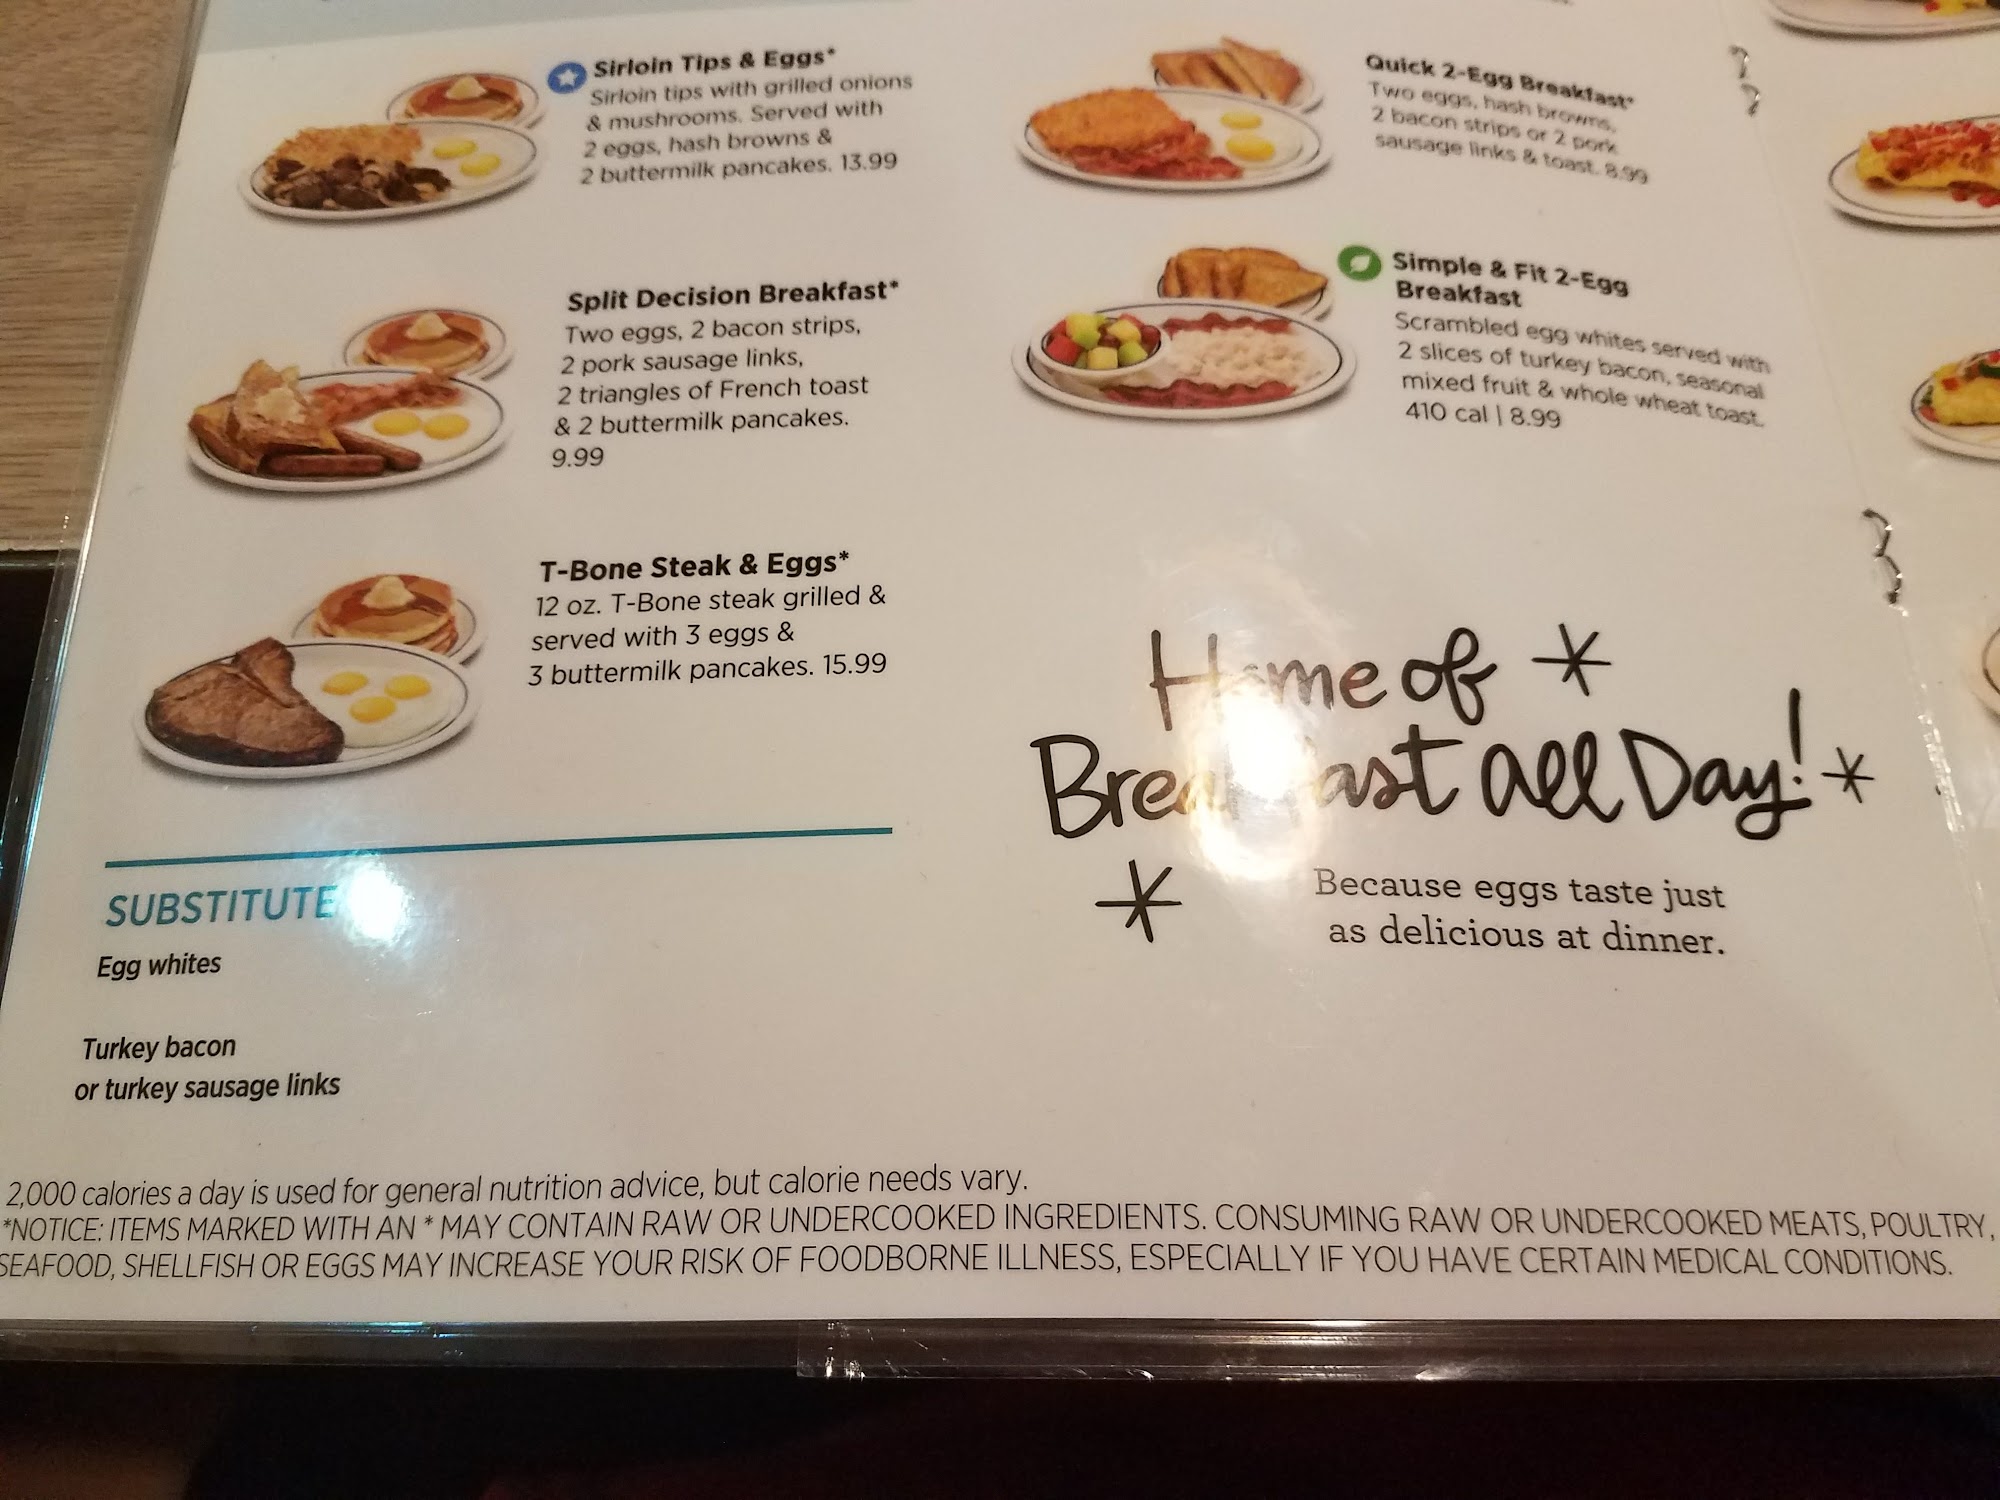 Sirloin Tips & Eggs*
Sirloin tips with grilled onions
& mushrooms. Served with
2 eggs, hash browns &
2 buttermilk pancakes. 13.99
Split Decision Breakfast*
Two eggs, 2 bacon strips,
2 pork sausage links,
2 triangles of French toast
& 2 buttermilk pancakes.
9.99
T-Bone Steak & Eggs*
12 oz. T-Bone steak grilled &
served with 3 eggs &
3 buttermilk pancakes. 15.99
SUBSTITUTE
Egg whites
Turkey bacon
or turkey sausage links
Quick 2-Egg Breakfast*
Two eggs, hash browns,
2 bacon strips or 2 pork
sausage links & toast. 8.99
Simple & Fit 2-Egg
Breakfast
Scrambled egg whites served with
2 slices of turkey bacon, seasonal
mixed fruit & whole wheat toast.
410 cal | 8.99
Home of
Breakfast all Day!
Because eggs taste just
as delicious at dinner.
2,000 calories a day is used for general nutrition advice, but calorie needs vary.
*NOTICE: ITEMS MARKED WITH AN * MAY CONTAIN RAW OR UNDERCOOKED INGREDIENTS. CONSUMING RAW OR UNDERCOOKED MEATS, POULTRY,
SEAFOOD, SHELLFISH OR EGGS MAY INCREASE YOUR RISK OF FOODBORNE ILLNESS, ESPECIALLY IF YOU HAVE CERTAIN MEDICAL CONDITIONS.